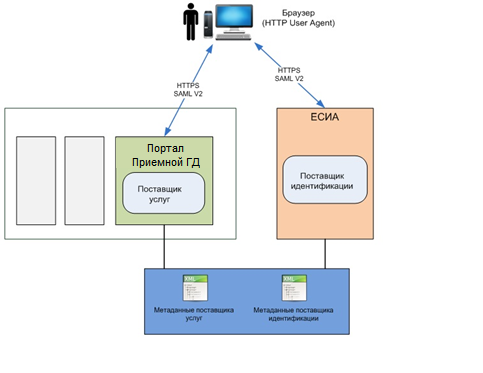 Браузер
(HTTP User Agent)
HTTPS
SAML V2
HTTPS
SAML V2
Портал
Приемной ГД
Поставщик
услуг
ЕСИА
Поставщик
идентификации
XML
XML
Метаданные поставщика
услуг
Метаданные поставщика
идентификации